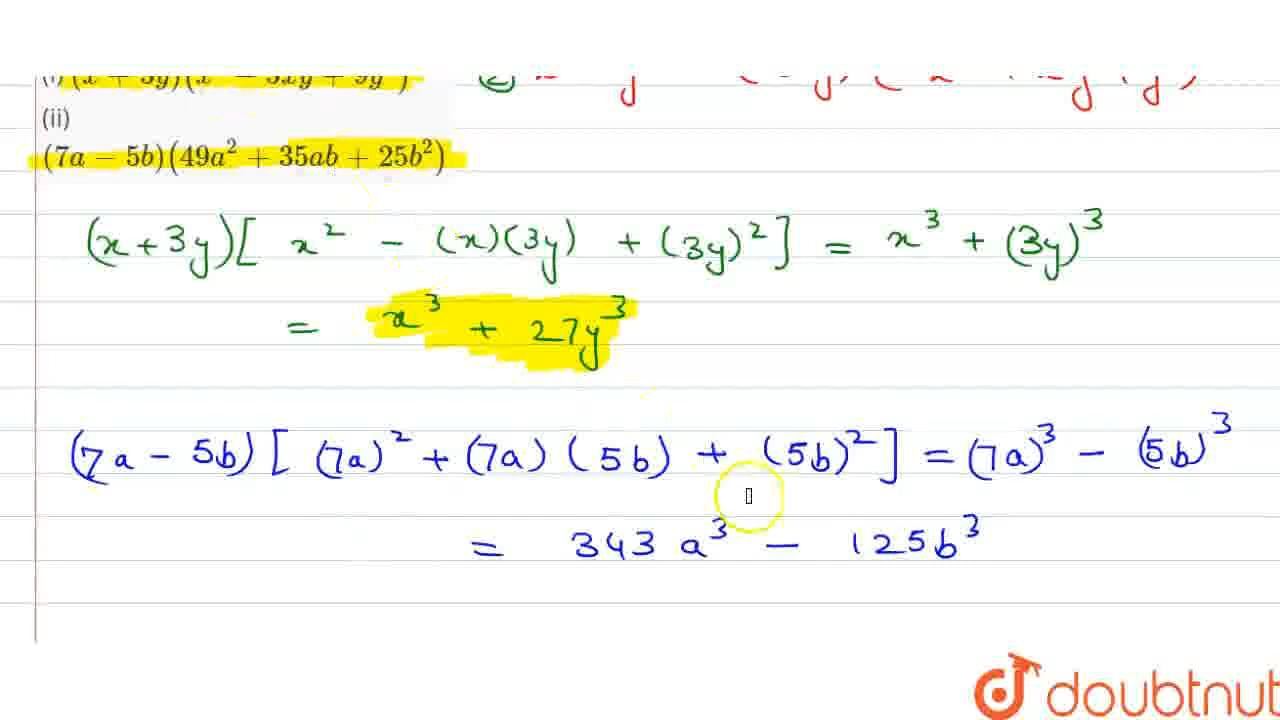 (ii)
(7a − 5b)(49a² + 35ab + 25b²)
(x + 3y)[ x² - (x)(3y) + (3y)² ] = x³ + (3y)³
= x³ + 27y³
(7a - 5b) [ (7a)² + (7a) (5b) + (5b)² ] = (7a)³ - (5b)³
= 343 a³ - 125b³
doubtnut